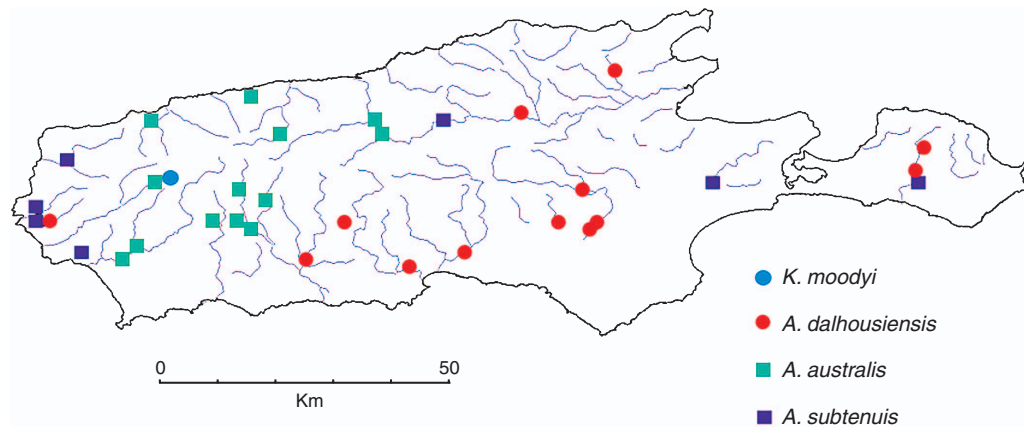 K. moodyi
A. dalhousiensis
0 50
A. australis
Km
A. subtenuis